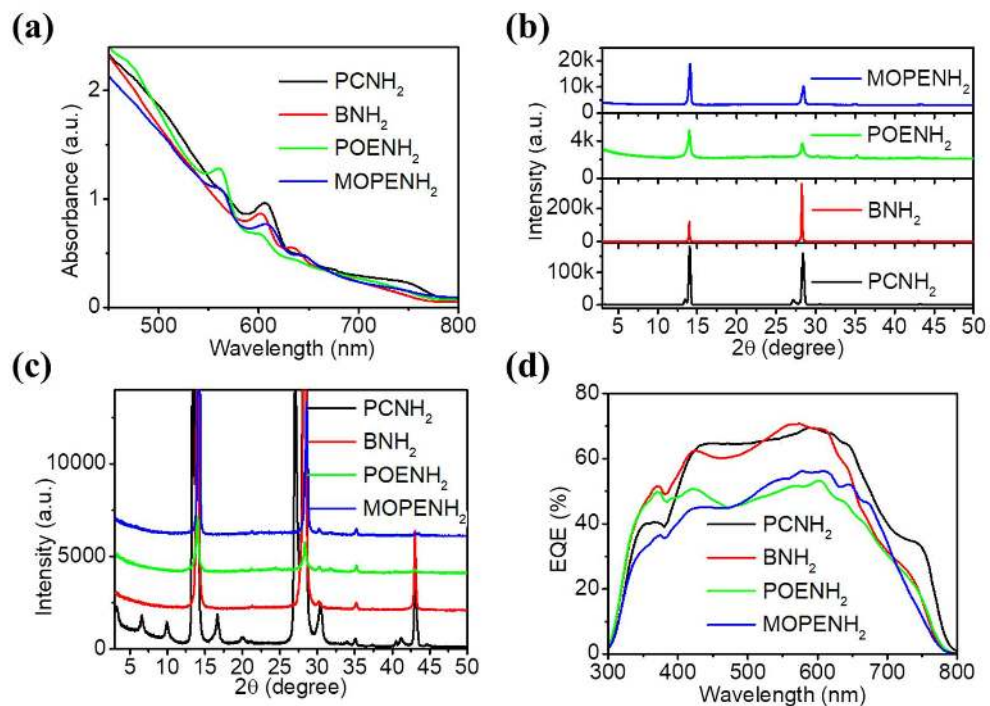 (a)
2
1
0
500
600
700
800
Absorbance (a.u.)
Wavelength (nm)
PCNH₂
BNH₂
POENH₂
MOPENH₂
(b)
20k
10k
0
4k
0
200k
0
100k
0
Intensity (a.u.)
MOPENH₂
POENH₂
BNH₂
PCNH₂
5 10 15 20 25 30 35 40 45 50
2θ (degree)
(c)
10000
5000
0
Intensity (a.u.)
PCNH₂
BNH₂
POENH₂
MOPENH₂
5 10 15 20 25 30 35 40 45 50
2θ (degree)
(d)
80
60
40
20
0
EQE (%)
PCNH₂
BNH₂
POENH₂
MOPENH₂
300 400 500 600 700 800
Wavelength (nm)